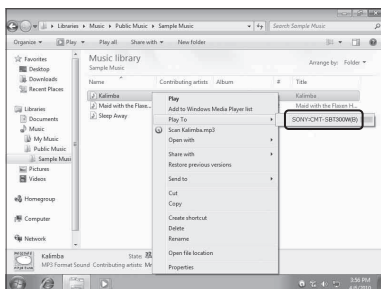 Libraries ▸ Music ▸ Public Music ▸ Sample Music
Search Sample Music
Organize Play Play all Share with New folder
Favorites
Desktop
Downloads
Recent Places
Libraries
Documents
Music
My Music
Public Music
Sample Musi
Pictures
Videos
Homegroup
Computer
Network
Music library
Sample Music
Arrange by: Folder
Name Contributing artists Album # Title
Kalimba Kalimba
Maid with the Flaxen Maid with the Flaxen H...
Sleep Away
Play
Add to Windows Media Player list
Play To
SONY:CMT-SBT300W(B)
Scan Kalimba.mp3
Open with...
Share with
Restore previous versions
Send to
Cut
Copy
Create shortcut
Delete
Rename
Open file location
Properties
Kalimba
MP3 Format Sound Contributing artists: Mr
State:
3:56 PM